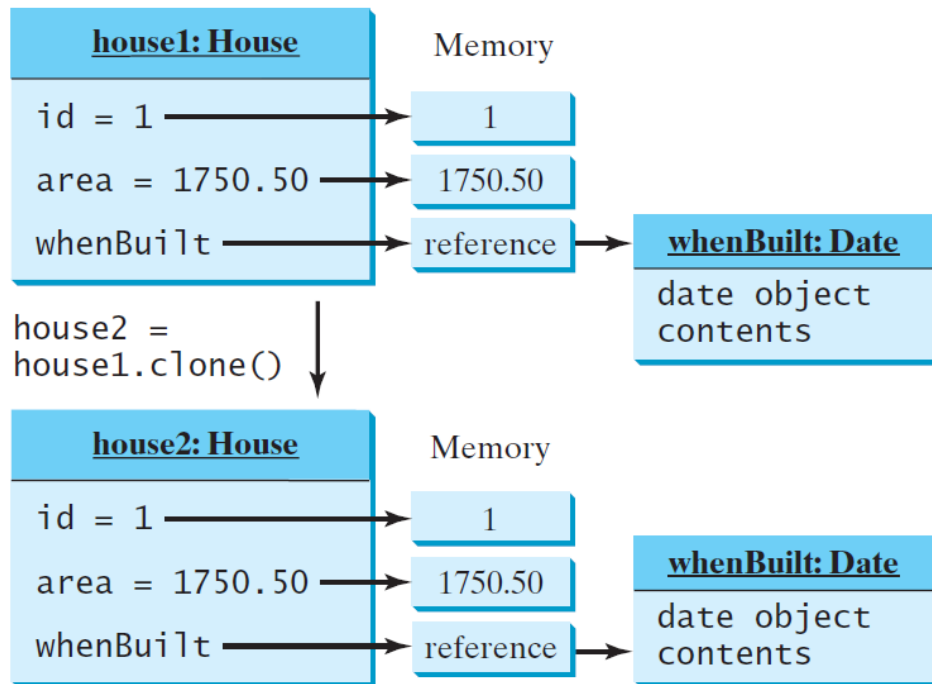 house1: House
Memory
id = 1
1
area = 1750.50
1750.50
whenBuilt
reference
whenBuilt: Date
date object
contents
house2 =
house1.clone()
house2: House
Memory
id = 1
1
area = 1750.50
1750.50
whenBuilt
reference
whenBuilt: Date
date object
contents